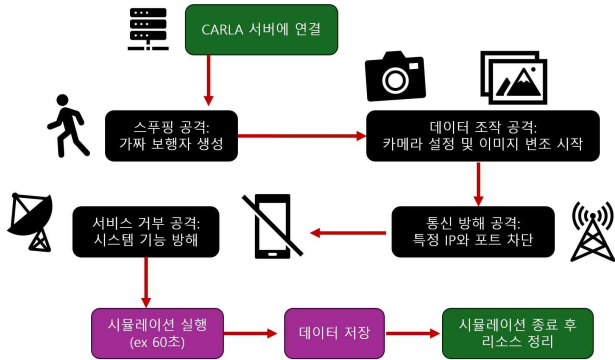 CARLA 서버에 연결
스푸핑 공격:
가짜 보행자 생성
데이터 조작 공격:
카메라 설정 및 이미지 변조 시작
서비스 거부 공격:
시스템 기능 방해
통신 방해 공격:
특정 IP와 포트 차단
시뮬레이션 실행
(ex 60초)
데이터 저장
시뮬레이션 종료 후
리소스 정리